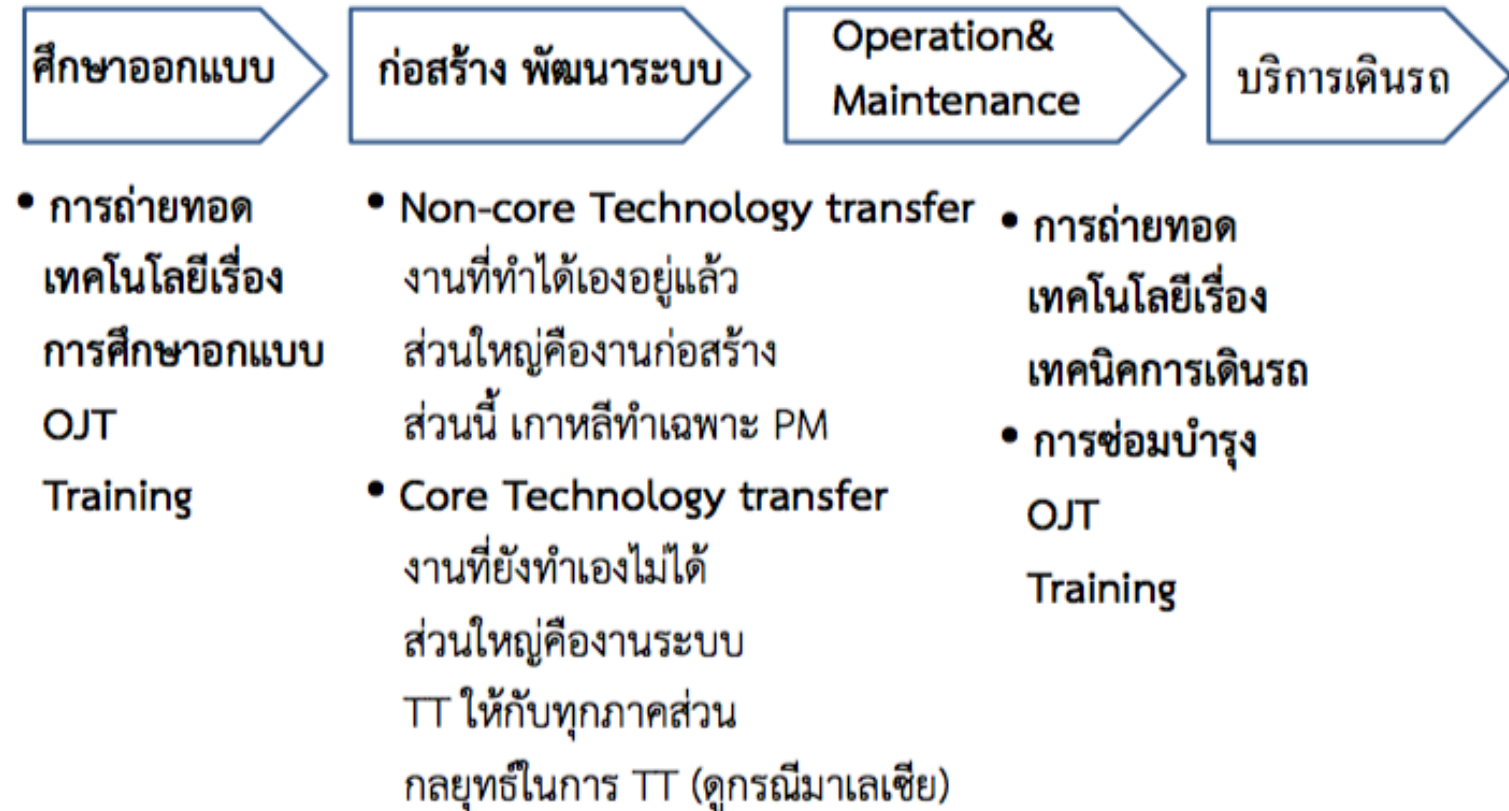 ศึกษาออกแบบ
ก่อสร้าง พัฒนาระบบ
Operation&
Maintenance
บริการเดินรถ
• การถ่ายทอด
เทคโนโลยีเรื่อง
การศึกษาอกแบบ
OJT
Training
• Non-core Technology transfer
งานที่ทำได้เองอยู่แล้ว
ส่วนใหญ่คืองานก่อสร้าง
ส่วนนี้ เกาหลีทำเฉพาะ PM
• Core Technology transfer
งานที่ยังทำเองไม่ได้
ส่วนใหญ่คืองานระบบ
TT ให้กับทุกภาคส่วน
กลยุทธ์ในการ TT (ดูกรณีมาเลเซีย)
• การถ่ายทอด
เทคโนโลยีเรื่อง
เทคนิคการเดินรถ
• การซ่อมบำรุง
OJT
Training